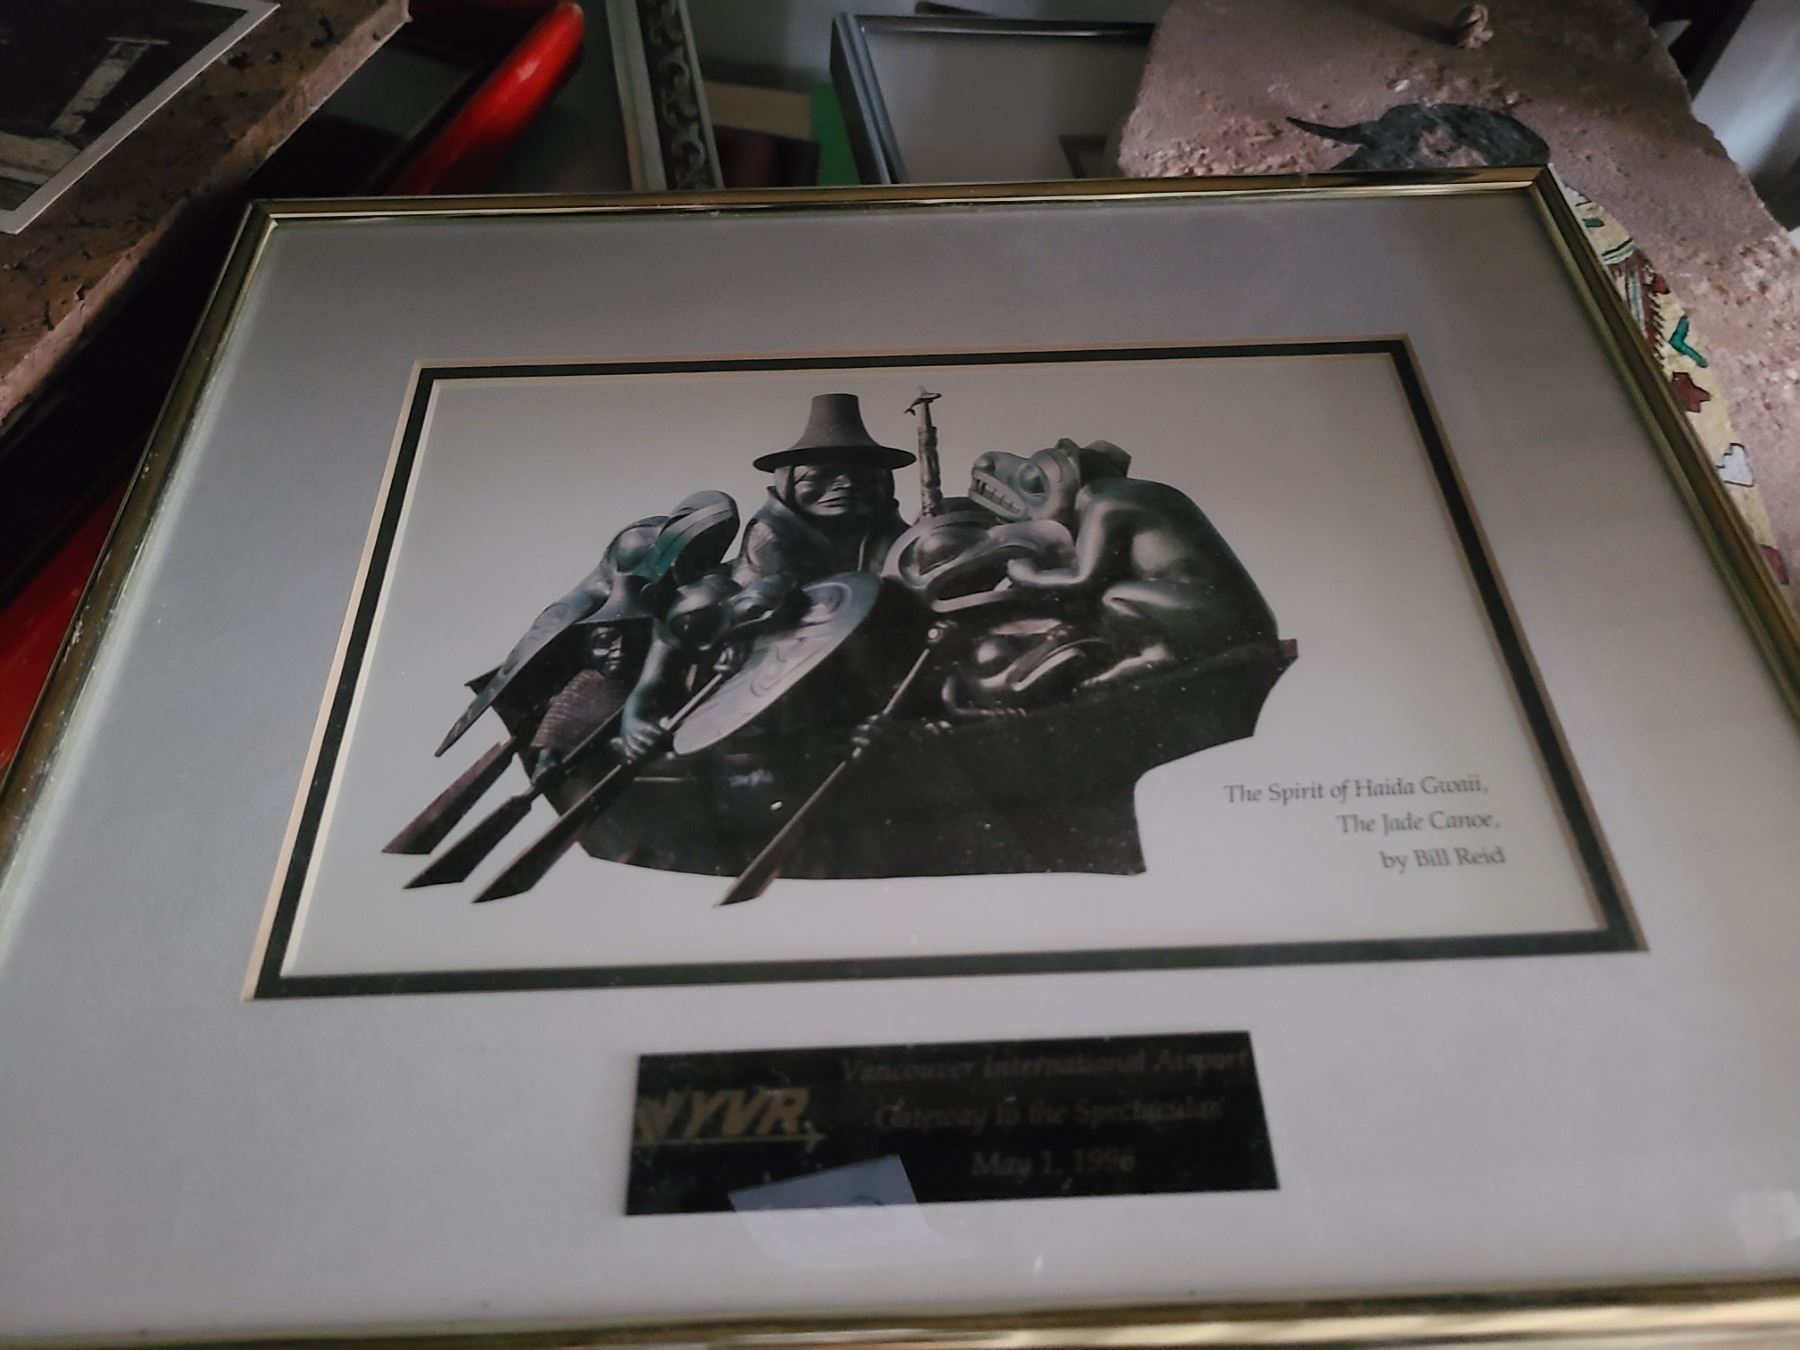 The Spirit of Haida Gwaii,
The Jade Canoe,
by Bill Reid
YVR
Vancouver International Airport
'Gateway to the Spectacular'
May 1, 1996